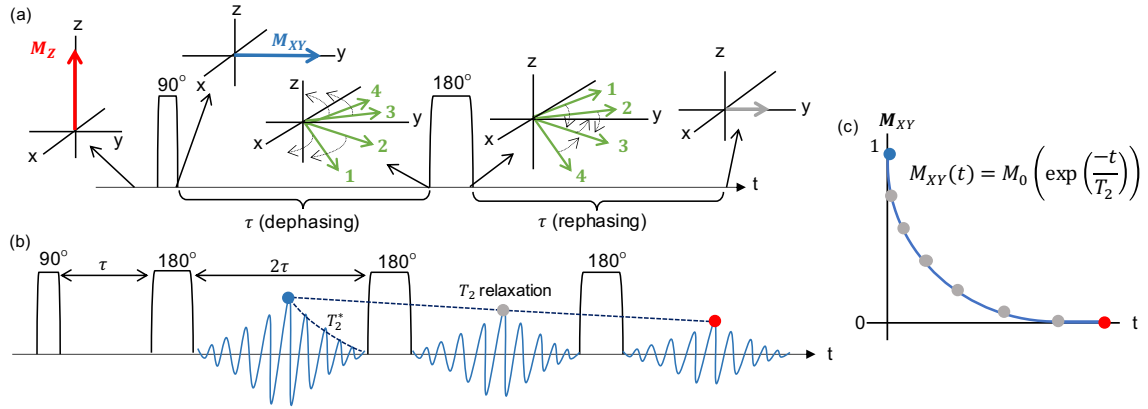 (a)
z
M_Z
y
x
90°
z
M_XY
y
x
z
4
3
y
2
1
x
180°
z
1
2
y
3
4
x
z
y
x
t
τ (dephasing)
τ (rephasing)
(b)
90°
τ
180°
2τ
180°
180°
T_2^*
T_2 relaxation
t
(c)
M_XY
1
M_XY(t) = M_0 (exp(-t/T_2))
0
t